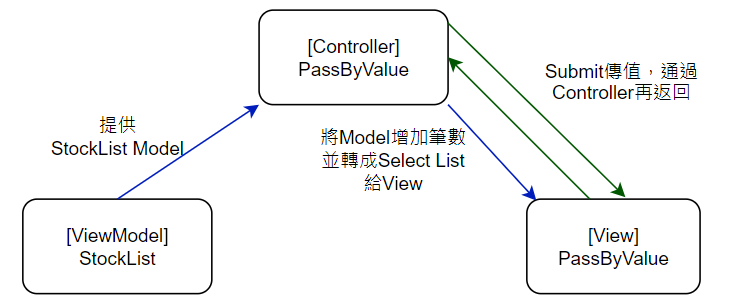 [Controller]
PassByValue
Submit傳值，通過
Controller再返回
提供
StockList Model
將Model增加筆數
並轉成Select List
給View
[ViewModel]
StockList
[View]
PassByValue